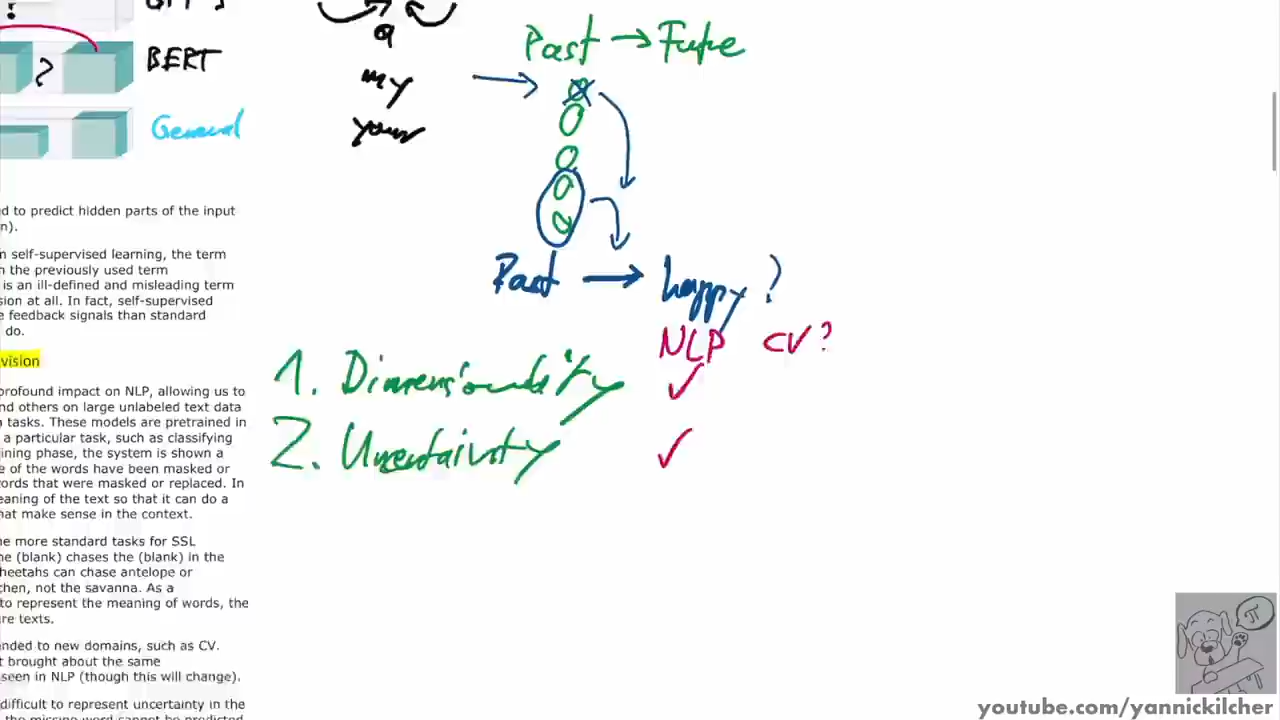 BERT
General
a
my
your
Past → Future
Past → happy ?
NLP CV?
1. Dimensionality ✓
2. Uncertainty ✓
d to predict hidden parts of the input
n).
n self-supervised learning, the term
n the previously used term
is an ill-defined and misleading term
sion at all. In fact, self-supervised
e feedback signals than standard
do.
vision
profound impact on NLP, allowing us to
nd others on large unlabeled text data
n tasks. These models are pretrained in
a particular task, such as classifying
ining phase, the system is shown a
e of the words have been masked or
ords that were masked or replaced. In
eaning of the text so that it can do a
hat make sense in the context.
he more standard tasks for SSL
he (blank) chases the (blank) in the
heetahs can chase antelope or
chen, not the savanna. As a
to represent the meaning of words, the
re texts.
nded to new domains, such as CV.
t brought about the same
seen in NLP (though this will change).
difficult to represent uncertainty in the
the missing word cannot be predicted
π
youtube.com/yannickilcher